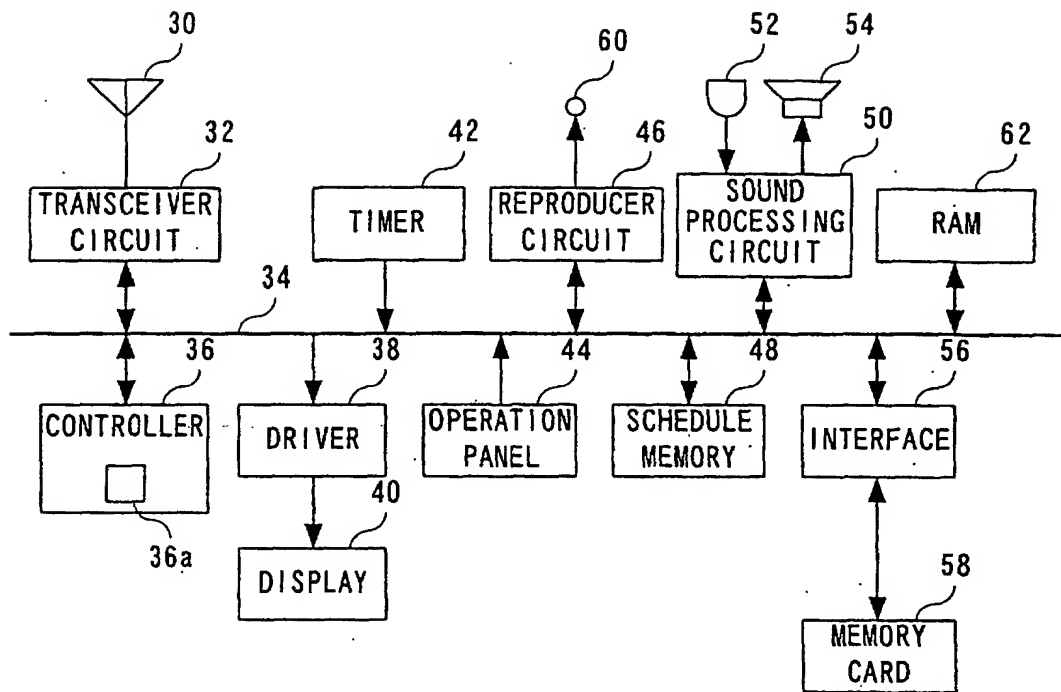 30
60
52
54
32
42
46
50
62
TRANSCEIVER
CIRCUIT
TIMER
REPRODUCER
CIRCUIT
SOUND
PROCESSING
CIRCUIT
RAM
34
36
38
44
48
56
CONTROLLER
DRIVER
OPERATION
PANEL
SCHEDULE
MEMORY
INTERFACE
36a
40
DISPLAY
58
MEMORY
CARD